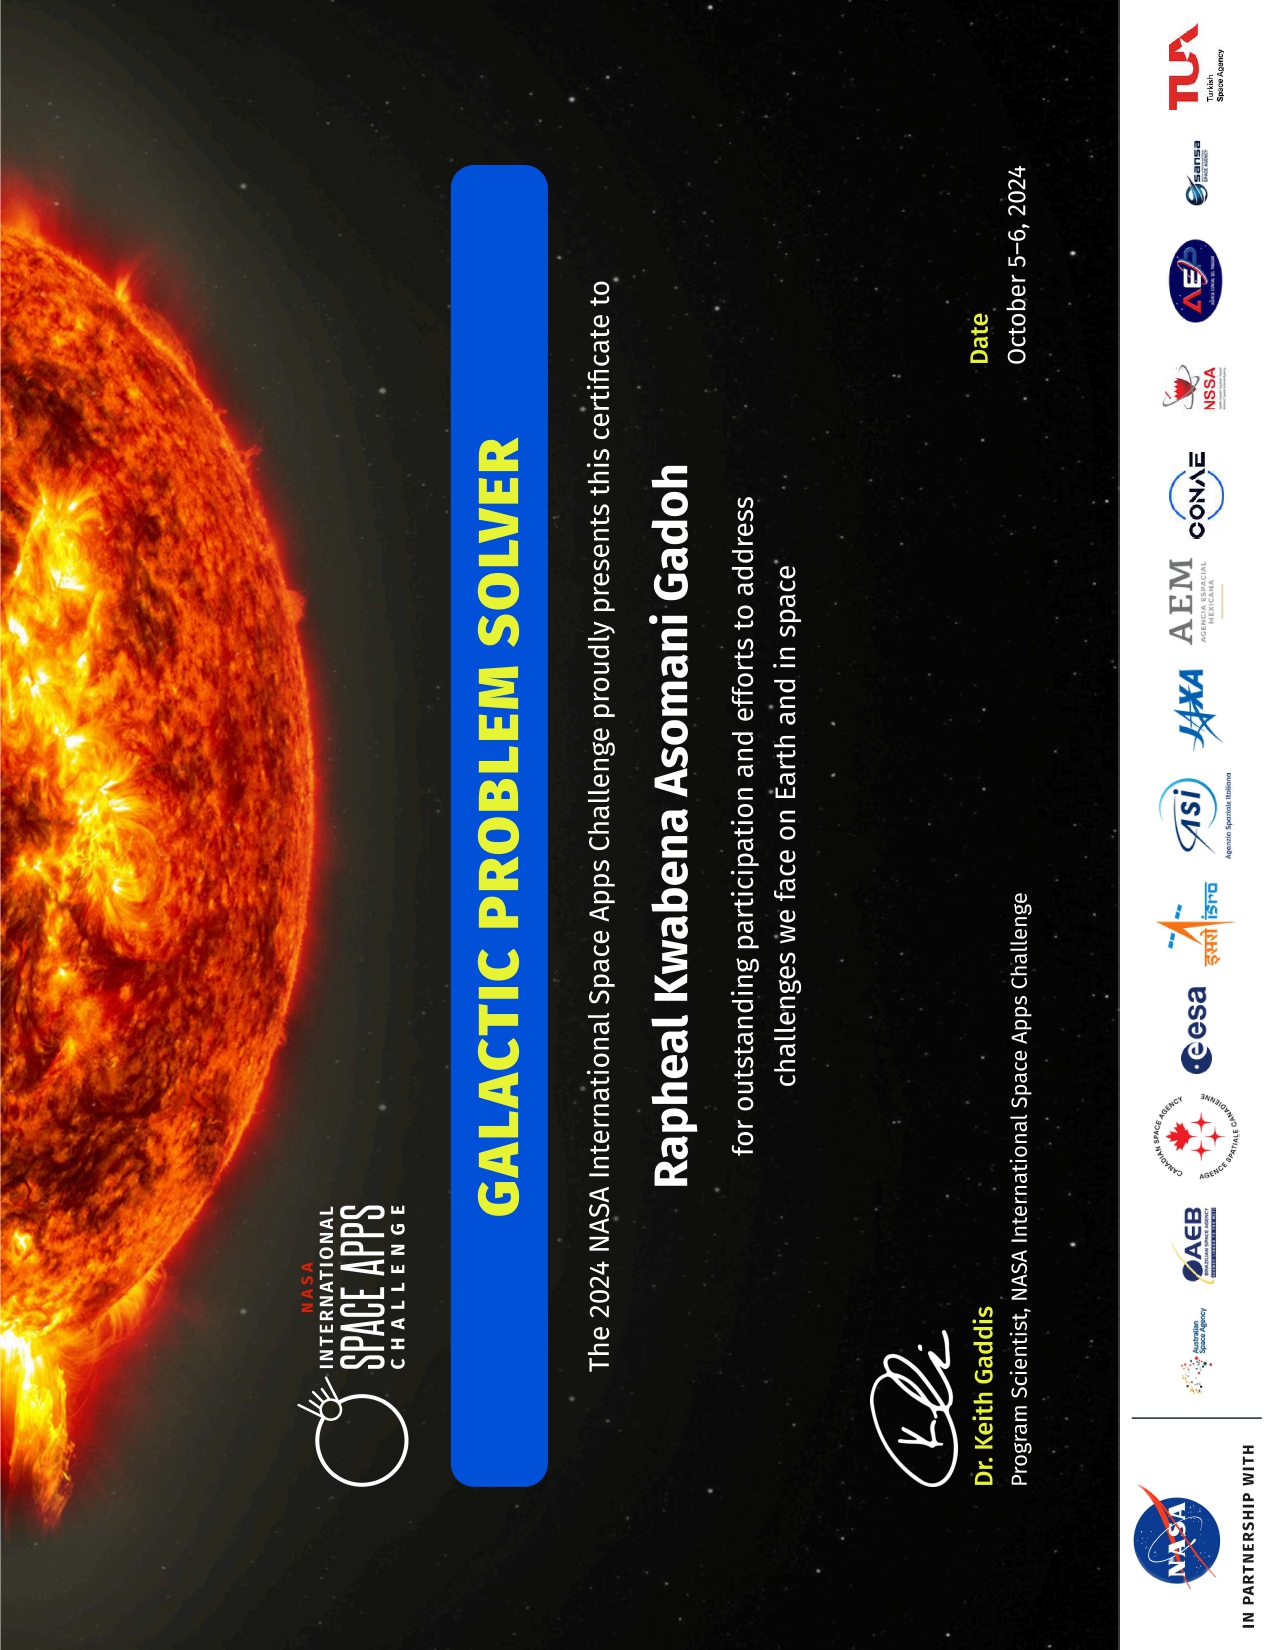 NASA
INTERNATIONAL
SPACE APPS
CHALLENGE
GALACTIC PROBLEM SOLVER
The 2024 NASA International Space Apps Challenge proudly presents this certificate to
Rapheal Kwabena Asomani Gadoh
for outstanding participation and efforts to address
challenges we face on Earth and in space
Dr. Keith Gaddis
Program Scientist, NASA International Space Apps Challenge
Date
October 5–6, 2024
NASA
IN PARTNERSHIP WITH
Australian
Space Agency
AEB
BRAZILIAN SPACE AGENCY
CANADIAN SPACE AGENCY
AGENCE SPATIALE CANADIENNE
esa
इसरो isro
asi
Agenzia Spaziale Italiana
JAXA
AEM
AGENCIA ESPACIAL
MEXICANA
CONAE
NSSA
AEP
sansa
TUA
Turkish
Space Agency